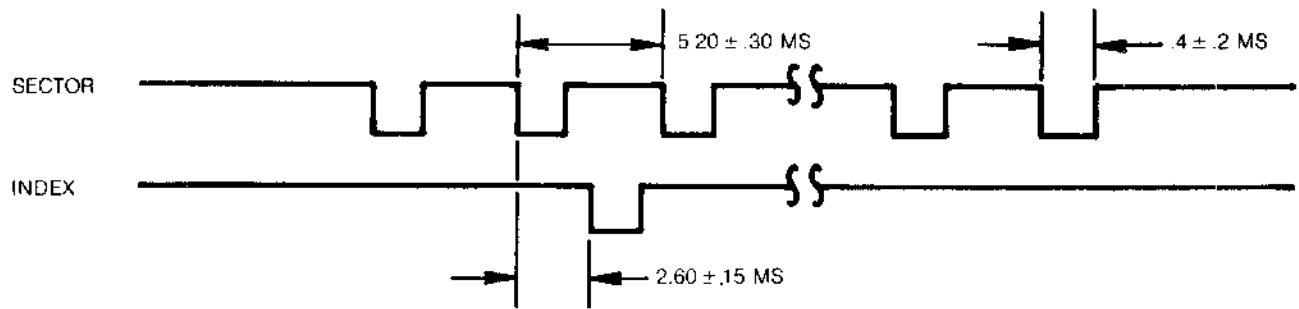 5.20 ± .30 MS
.4 ± .2 MS
SECTOR
INDEX
2.60 ± .15 MS